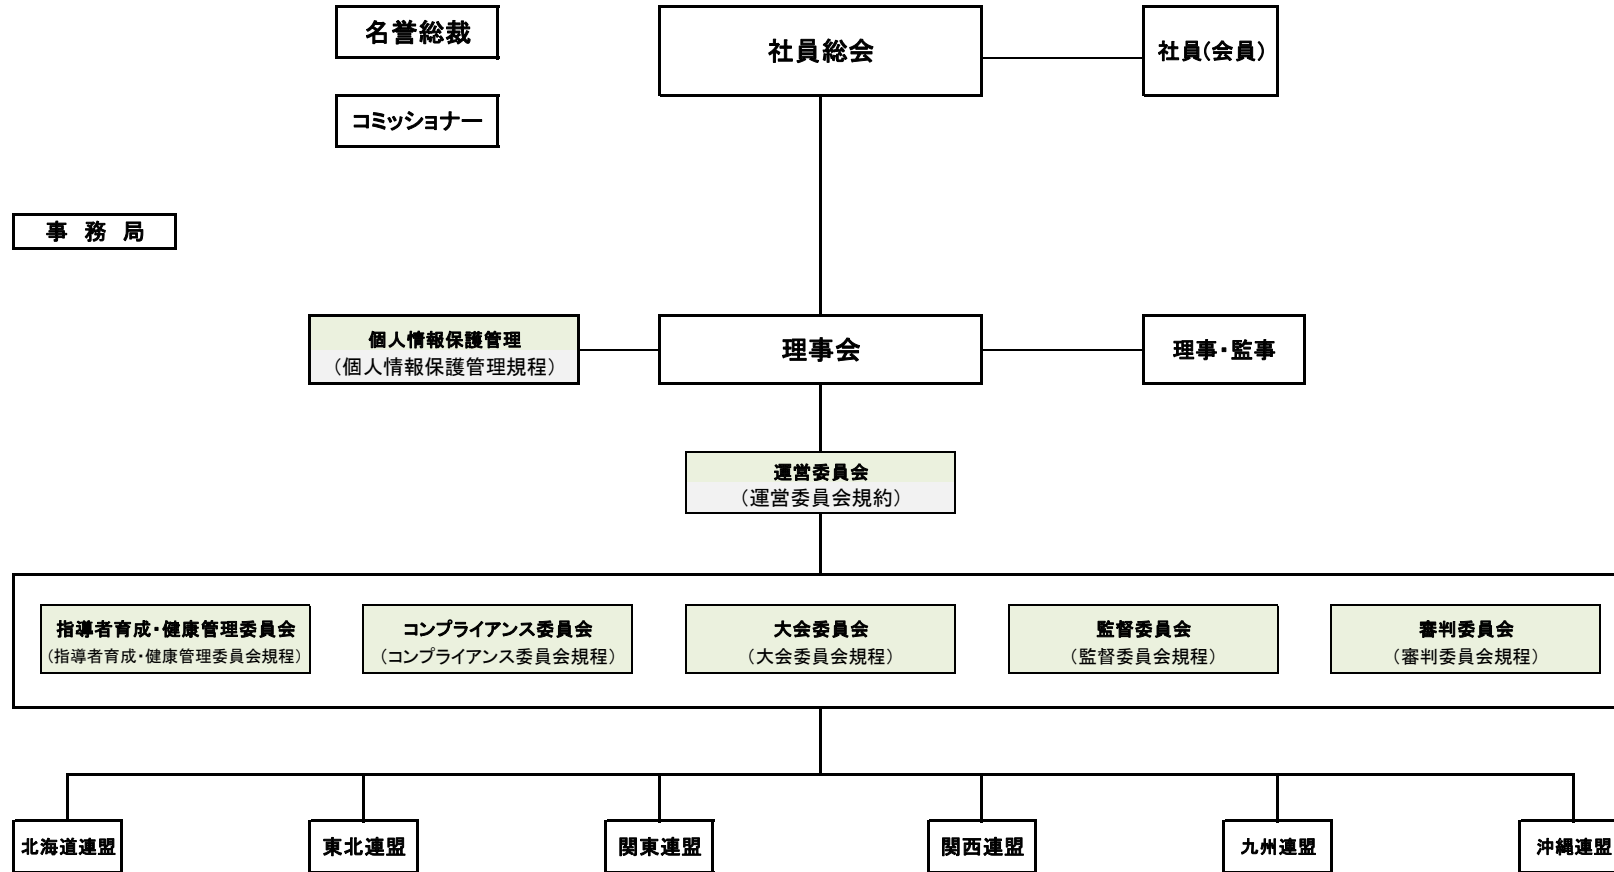 名誉総裁
社員総会
社員(会員)
コミッショナー
事 務 局
個人情報保護管理
(個人情報保護管理規程)
理事会
理事・監事
運営委員会
(運営委員会規約)
指導者育成・健康管理委員会
(指導者育成・健康管理委員会規程)
コンプライアンス委員会
(コンプライアンス委員会規程)
大会委員会
(大会委員会規程)
監督委員会
(監督委員会規程)
審判委員会
(審判委員会規程)
北海道連盟
東北連盟
関東連盟
関西連盟
九州連盟
沖縄連盟